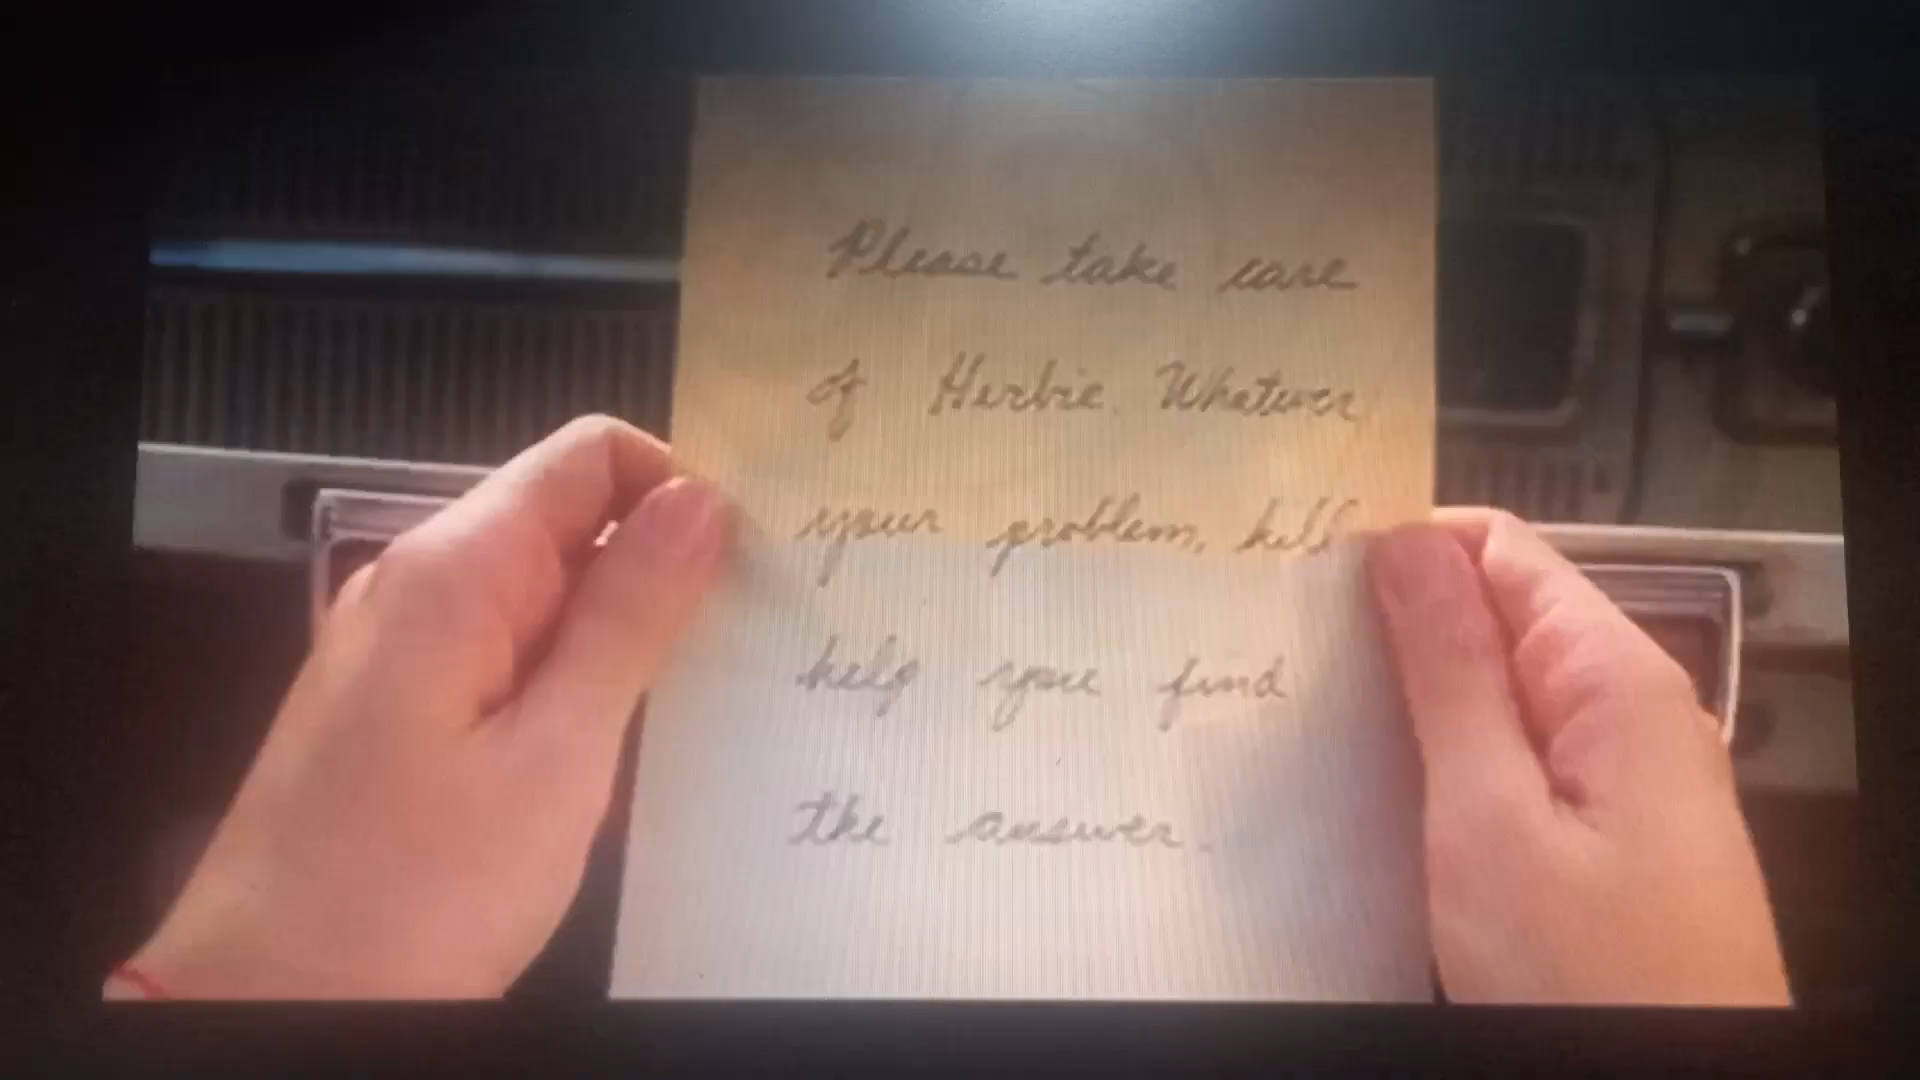 Please take care
of Herbie. Whatever
your problem, he'll
help you find
the answer.